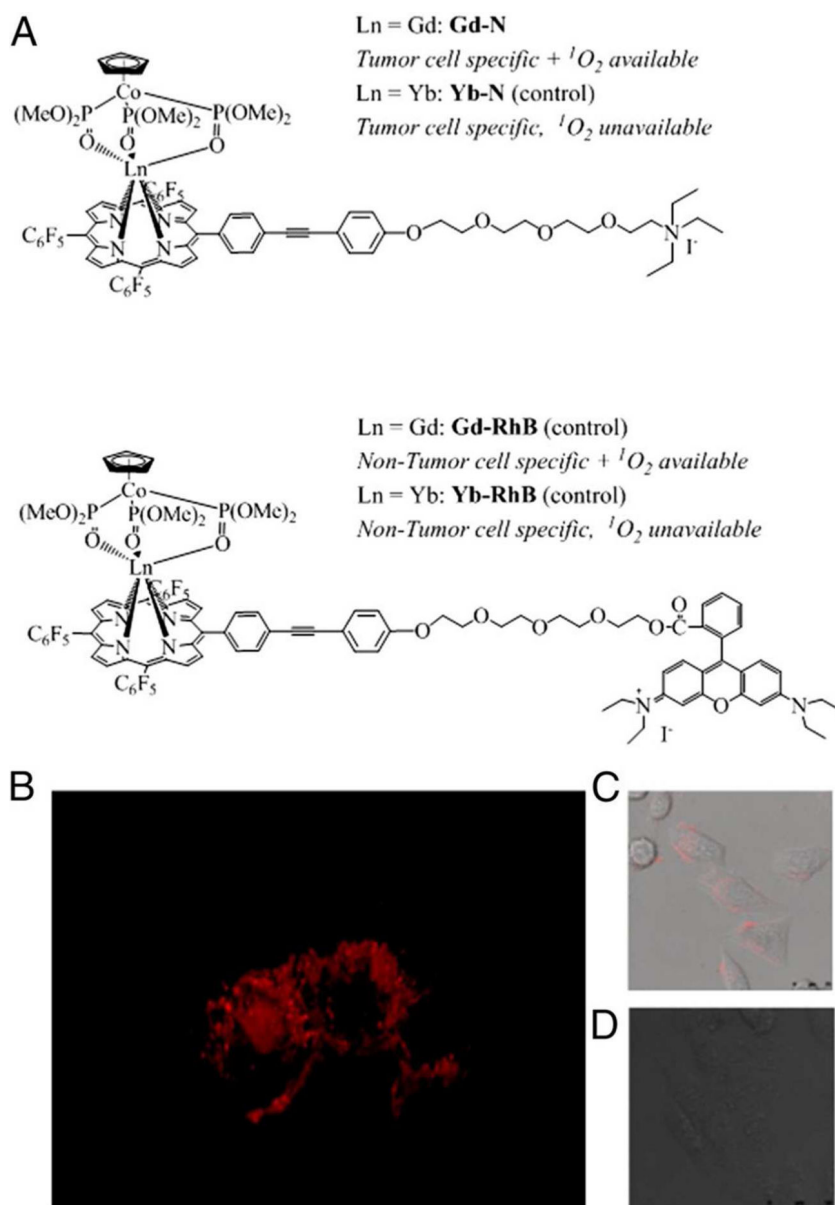 A
Ln = Gd: Gd-N
Tumor cell specific + ¹O₂ available
Ln = Yb: Yb-N (control)
Tumor cell specific, ¹O₂ unavailable
Co
(MeO)₂P P(OMe)₂ P(OMe)₂
O O O
Ln
C₆F₅
N N
C₆F₅ N N O O O O N
C₆F₅ I⁻
Ln = Gd: Gd-RhB (control)
Non-Tumor cell specific + ¹O₂ available
Ln = Yb: Yb-RhB (control)
Non-Tumor cell specific, ¹O₂ unavailable
Co
(MeO)₂P P(OMe)₂ P(OMe)₂
O O O
Ln
C₆F₅ O
N N
C₆F₅ N N O O O O O C
C₆F₅
N⁺ O N
I⁻
B
C
D